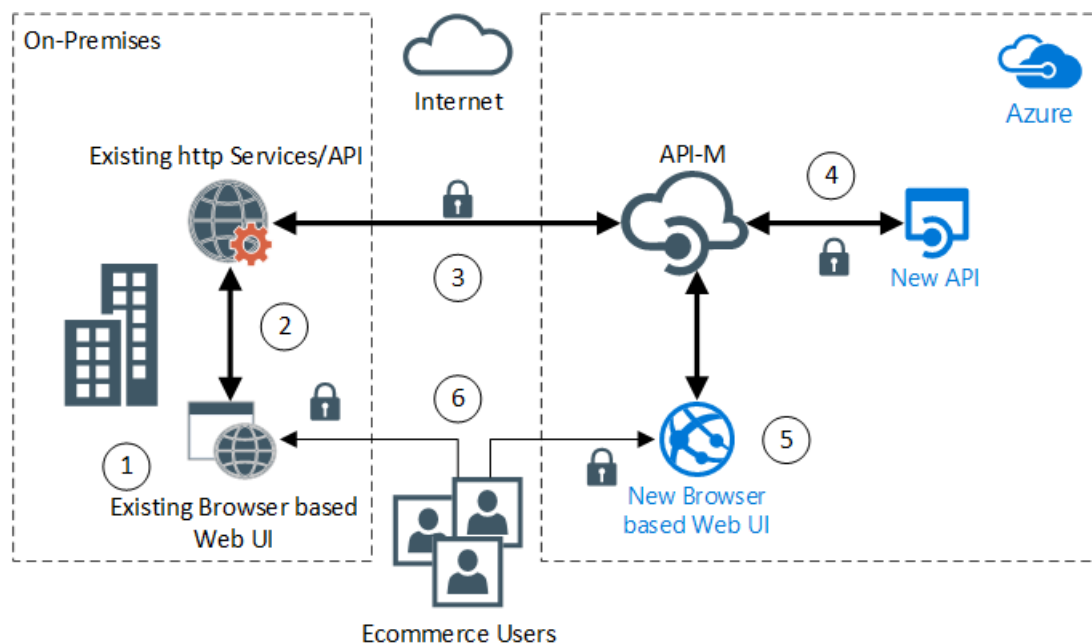 On-Premises
Internet
Azure
Existing http Services/API
API-M
4
New API
3
2
6
5
1
Existing Browser based
Web UI
New Browser
based Web UI
Ecommerce Users